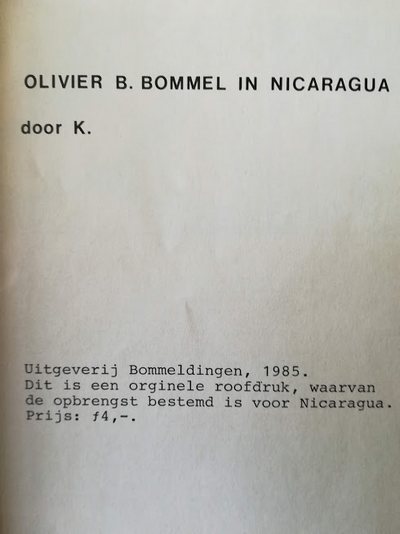 OLIVIER B. BOMMEL IN NICARAGUA
door K.
Uitgeverij Bommeldingen, 1985.
Dit is een orginele roofdruk, waarvan
de opbrengst bestemd is voor Nicaragua.
Prijs: ƒ4,-.